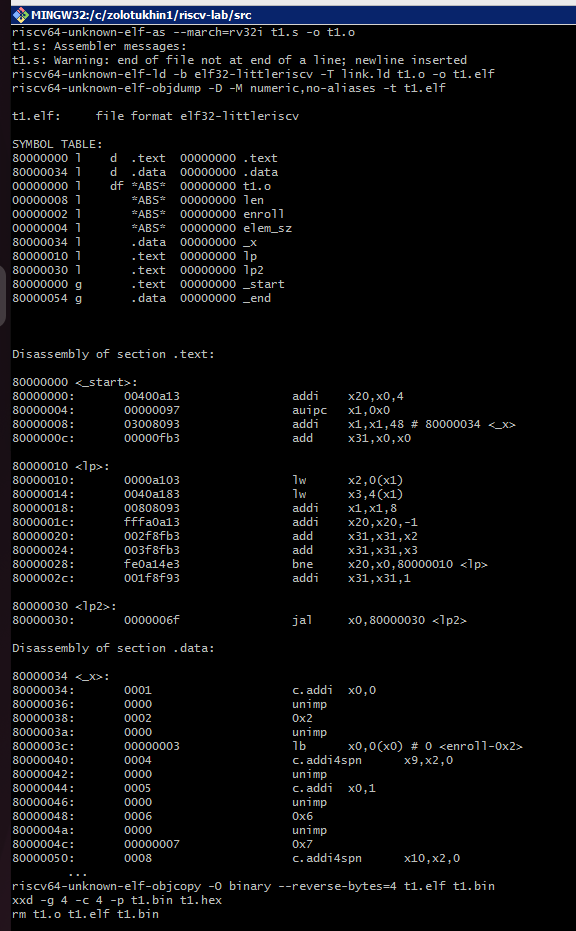 MINGW32:/c/zolotukhin1/riscv-lab/src
riscv64-unknown-elf-as --march=rv32i t1.s -o t1.o
t1.s: Assembler messages:
t1.s: Warning: end of file not at end of a line; newline inserted
riscv64-unknown-elf-ld -b elf32-littleriscv -T link.ld t1.o -o t1.elf
riscv64-unknown-elf-objdump -D -M numeric,no-aliases -t t1.elf

t1.elf:     file format elf32-littleriscv

SYMBOL TABLE:
80000000 l    d  .text  00000000 .text
80000034 l    d  .data  00000000 .data
00000000 l    df *ABS*  00000000 t1.o
00000008 l       *ABS*  00000000 len
00000002 l       *ABS*  00000000 enroll
00000004 l       *ABS*  00000000 elem_sz
80000034 l       .data  00000000 _x
80000010 l       .text  00000000 lp
80000030 l       .text  00000000 lp2
80000000 g       .text  00000000 _start
80000054 g       .data  00000000 _end

Disassembly of section .text:

80000000 <_start>:
80000000:       00400a13                addi    x20,x0,4
80000004:       00000097                auipc   x1,0x0
80000008:       03008093                addi    x1,x1,48 # 80000034 <_x>
8000000c:       00000fb3                add     x31,x0,x0

80000010 <lp>:
80000010:       0000a103                lw      x2,0(x1)
80000014:       0040a183                lw      x3,4(x1)
80000018:       00808093                addi    x1,x1,8
8000001c:       fffa0a13                addi    x20,x20,-1
80000020:       002f8fb3                add     x31,x31,x2
80000024:       003f8fb3                add     x31,x31,x3
80000028:       fe0a14e3                bne     x20,x0,80000010 <lp>
8000002c:       001f8f93                addi    x31,x31,1

80000030 <lp2>:
80000030:       0000006f                jal     x0,80000030 <lp2>

Disassembly of section .data:

80000034 <_x>:
80000034:       0001                    c.addi  x0,0
80000036:       0000                    unimp
80000038:       0002                    0x2
8000003a:       0000                    unimp
8000003c:       00000003                lb      x0,0(x0) # 0 <enroll-0x2>
80000040:       0004                    c.addi4spn      x9,x2,0
80000042:       0000                    unimp
80000044:       0005                    c.addi  x0,1
80000046:       0000                    unimp
80000048:       0006                    0x6
8000004a:       0000                    unimp
8000004c:       00000007                0x7
80000050:       0008                    c.addi4spn      x10,x2,0
        ...
riscv64-unknown-elf-objcopy -O binary --reverse-bytes=4 t1.elf t1.bin
xxd -g 4 -c 4 -p t1.bin t1.hex
rm t1.o t1.elf t1.bin